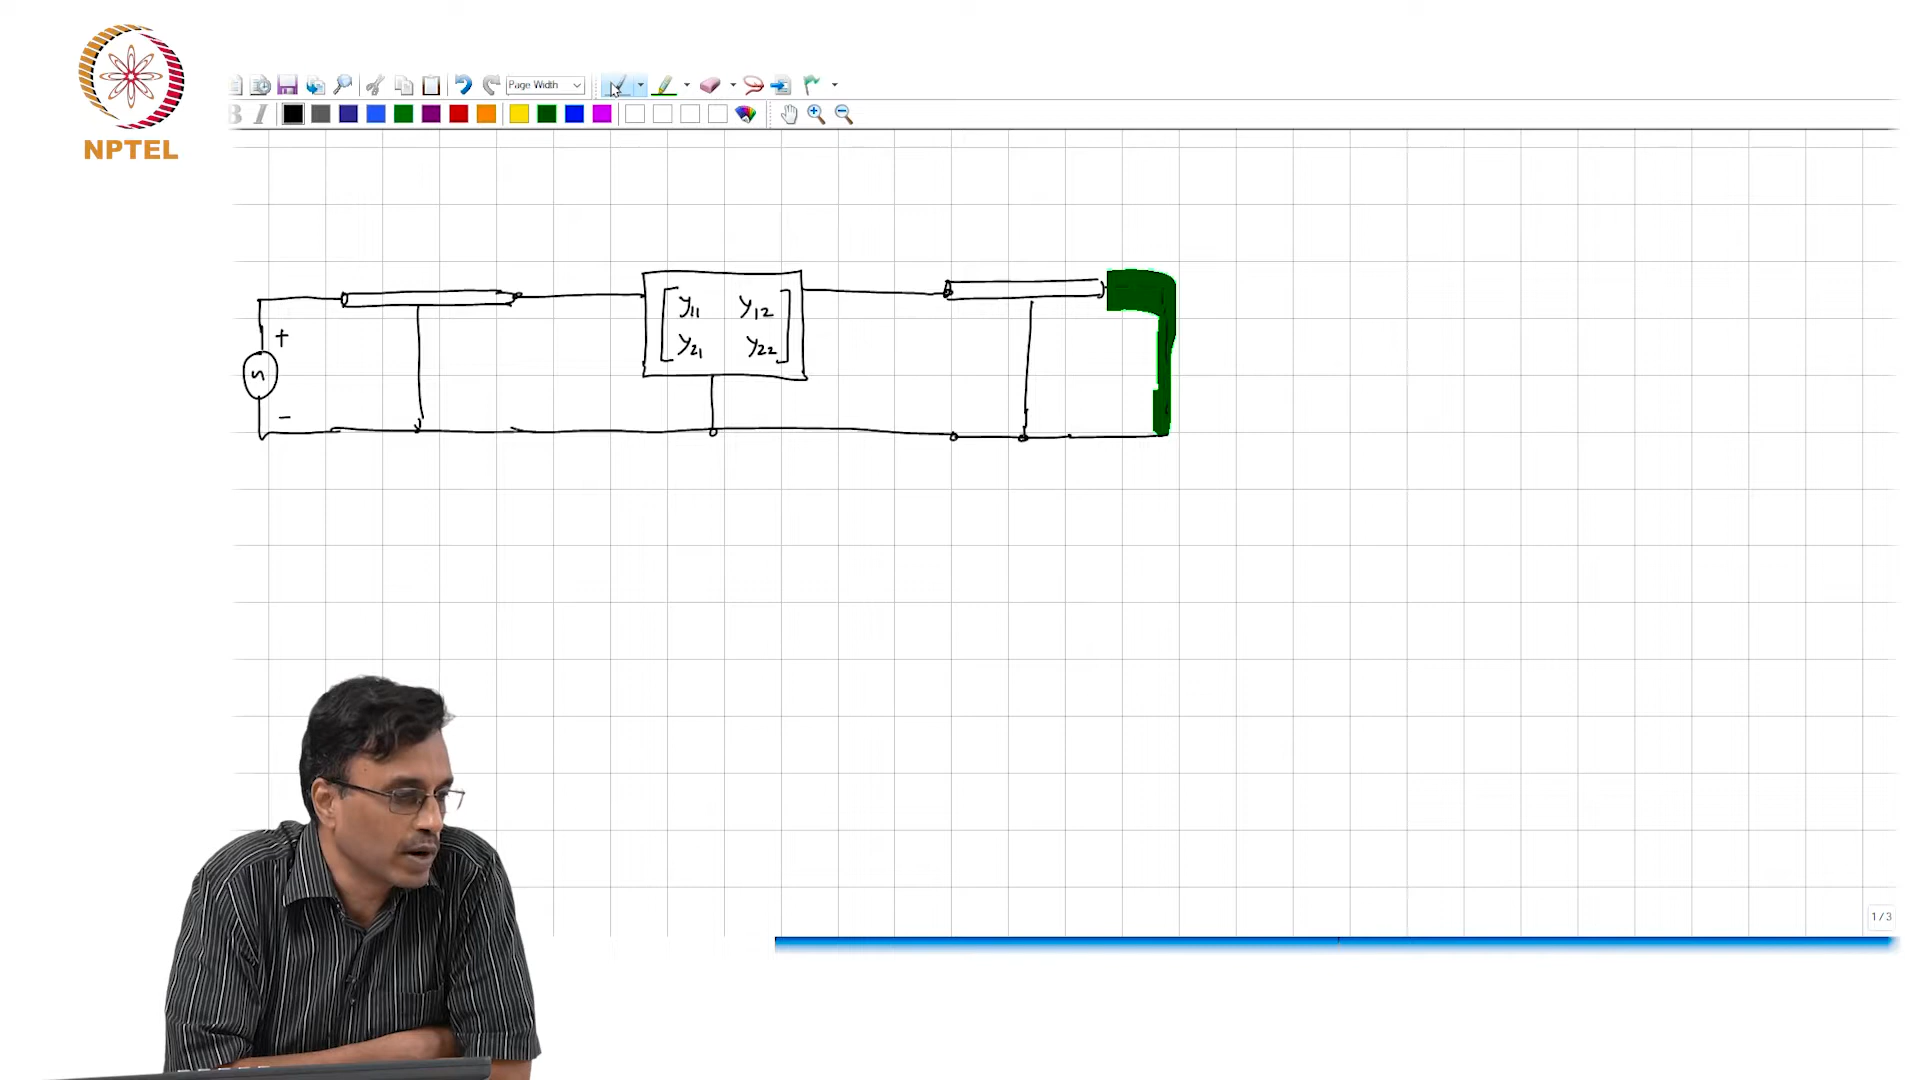 NPTEL
Page Width
B I
+
y11 y12
y21 y22
-
1/3